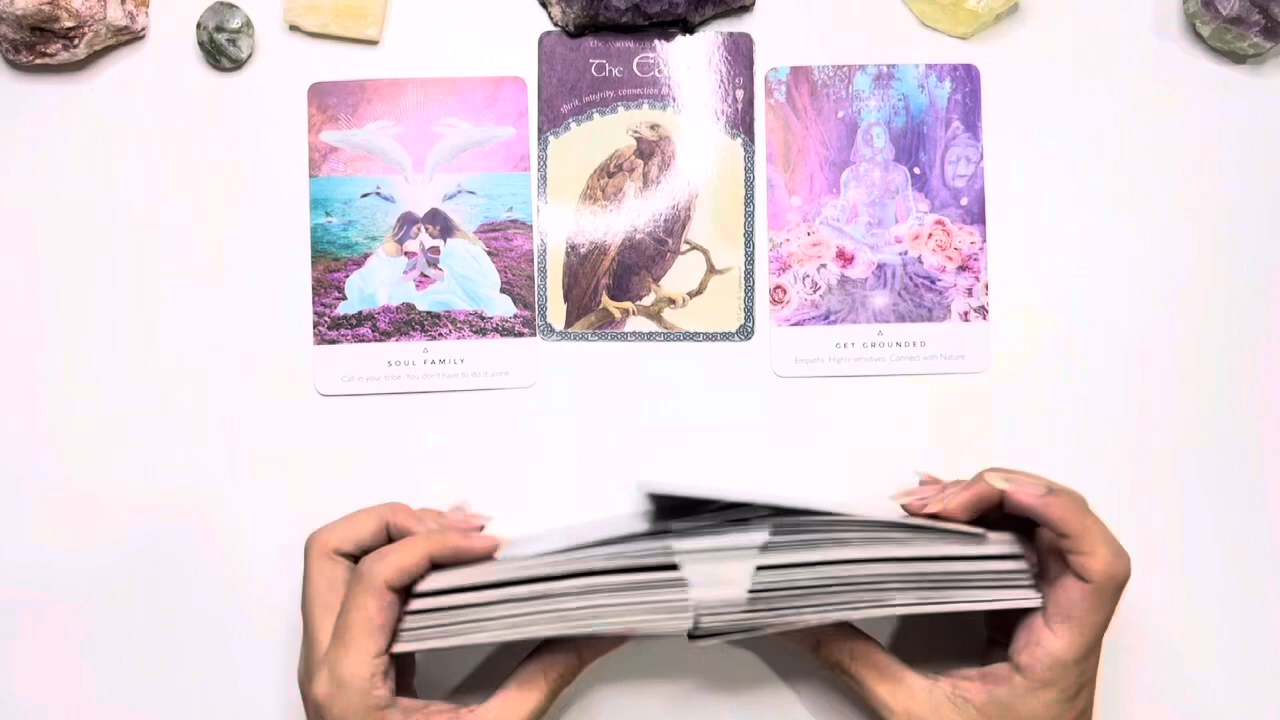 SOUL FAMILY
Call in your tribe. You don't have to do it alone.
The
spirit, integrity, connection
9
GET GROUNDED
Empaths. Highly sensitives. Connect with Nature.